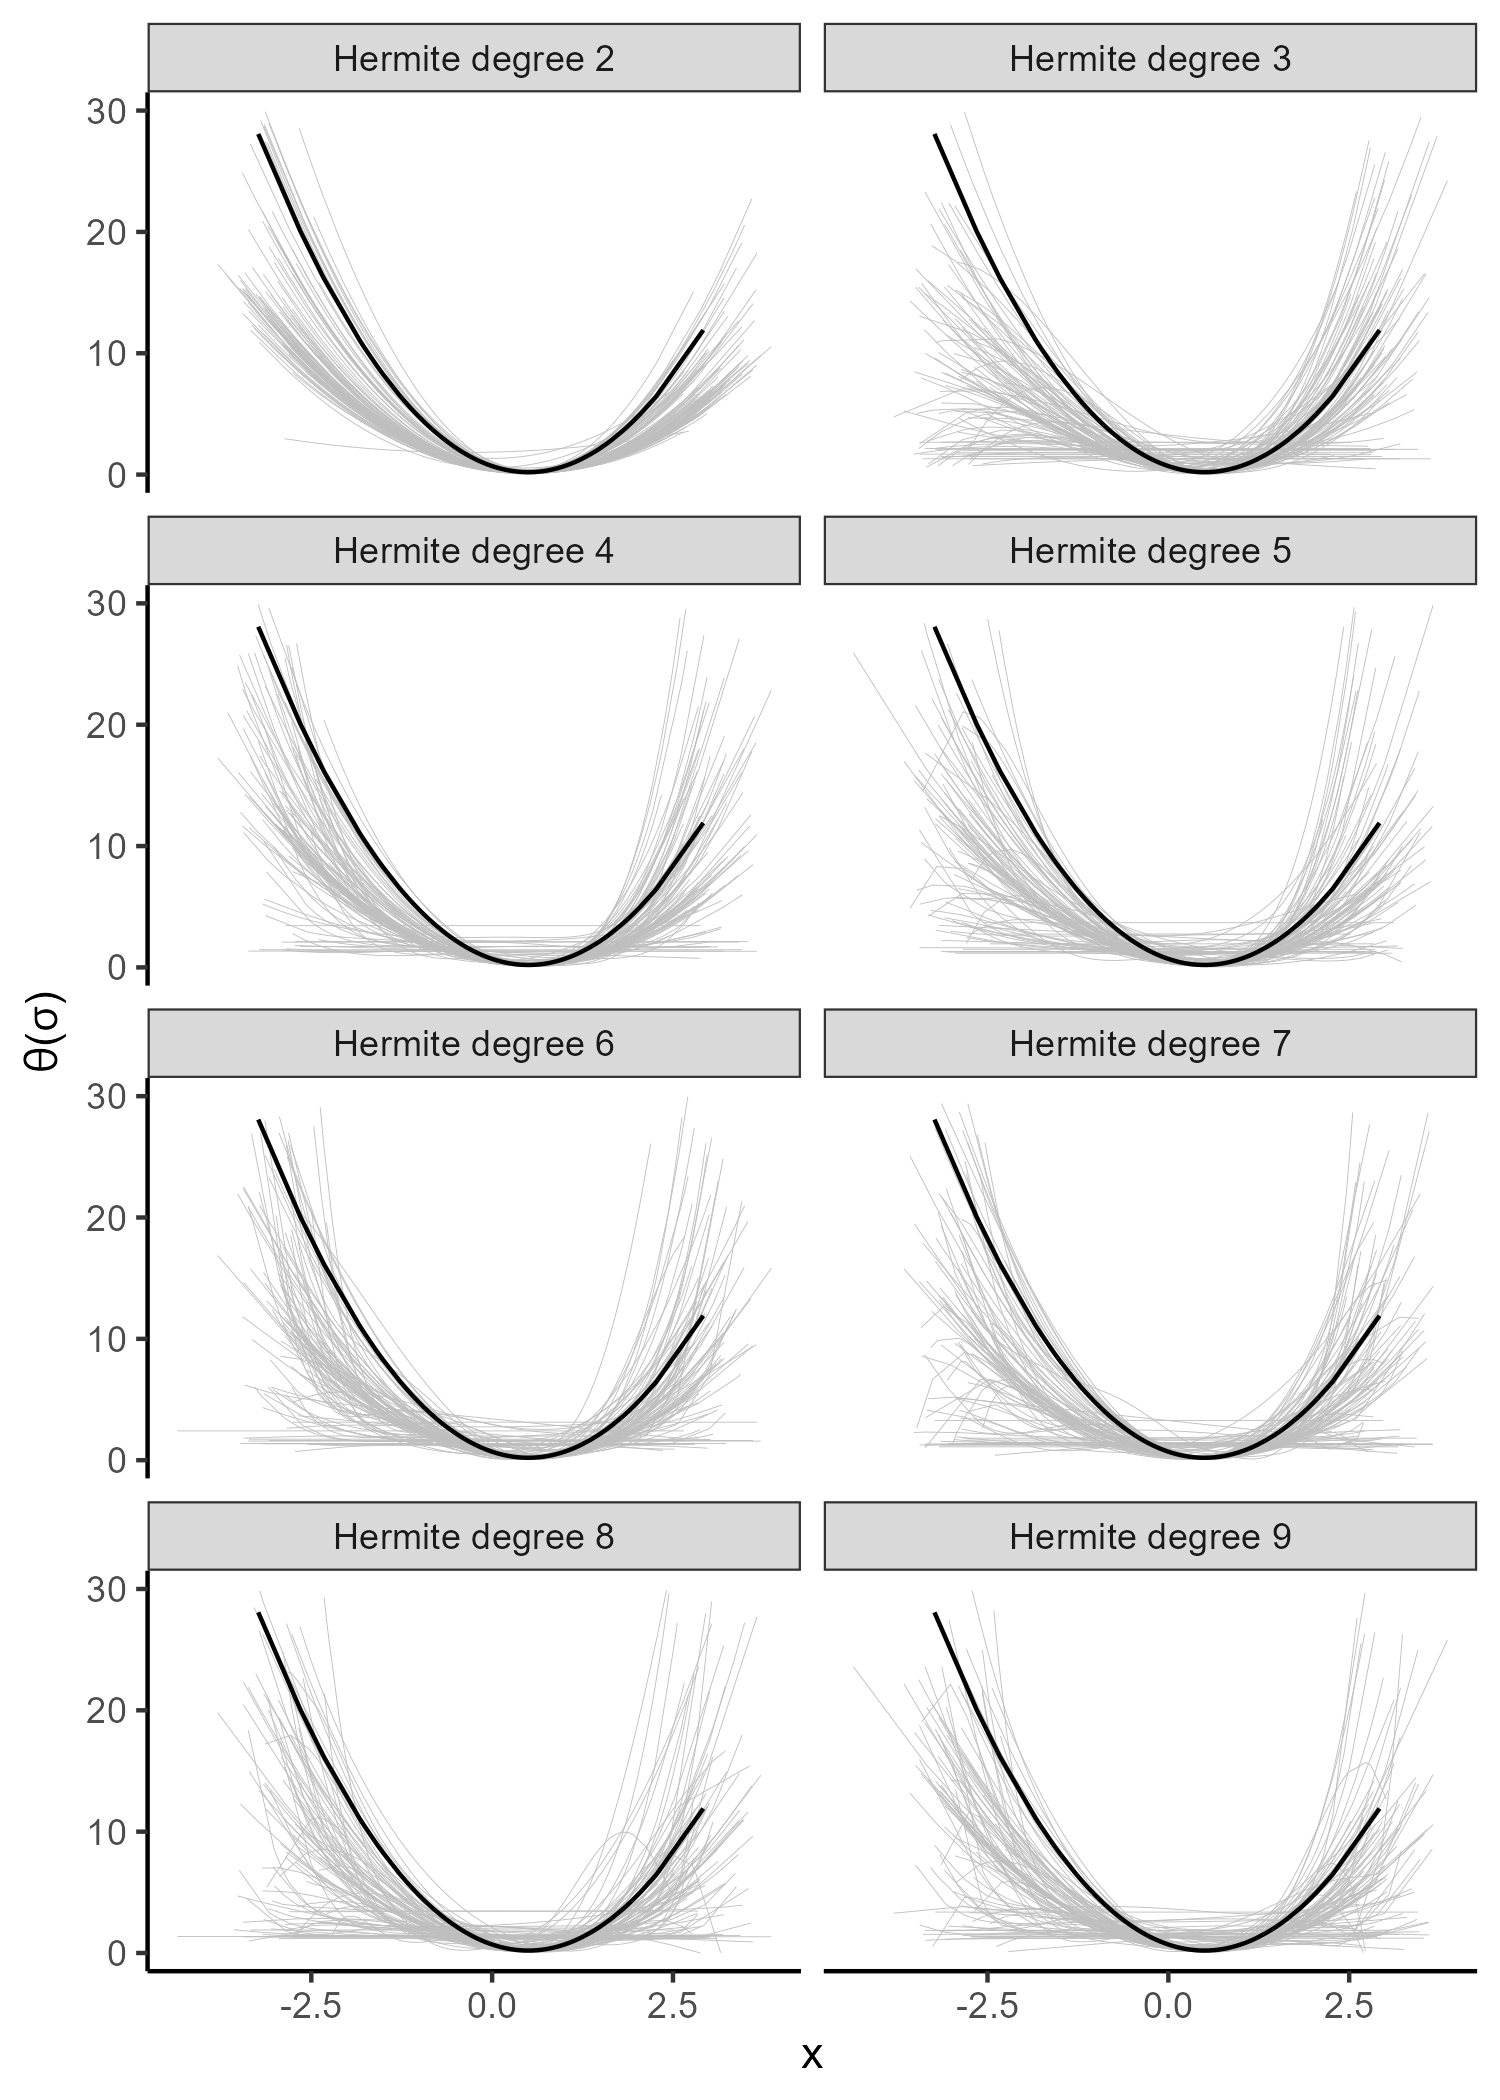 Hermite degree 2
Hermite degree 3
30
20
10
0
Hermite degree 4
Hermite degree 5
30
20
10
0
θ(σ)
Hermite degree 6
Hermite degree 7
30
20
10
0
Hermite degree 8
Hermite degree 9
30
20
10
0
-2.5 0.0 2.5
-2.5 0.0 2.5
x